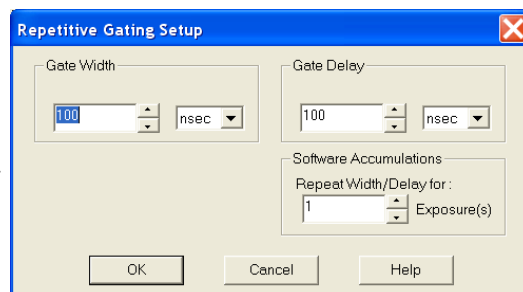 Repetitive Gating Setup
Gate Width
100
nsec
Gate Delay
100
nsec
Software Accumulations
Repeat Width/Delay for :
1
Exposure(s)
OK
Cancel
Help